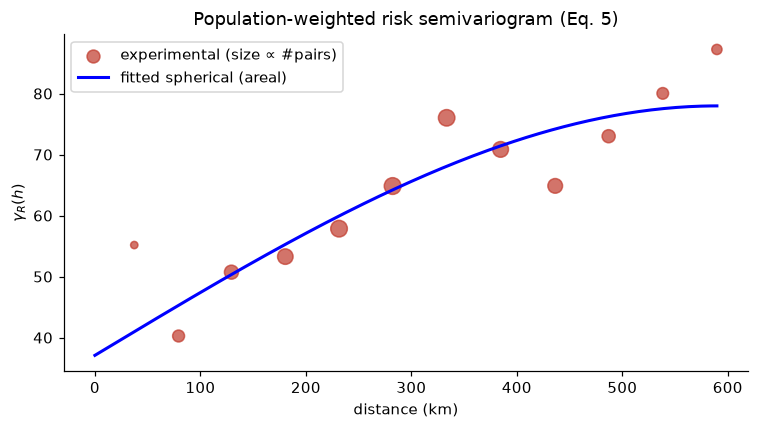 Population-weighted risk semivariogram (Eq. 5)
experimental (size ∝ #pairs)
fitted spherical (areal)
γ_R(h)
80
70
60
50
40
0 100 200 300 400 500 600
distance (km)